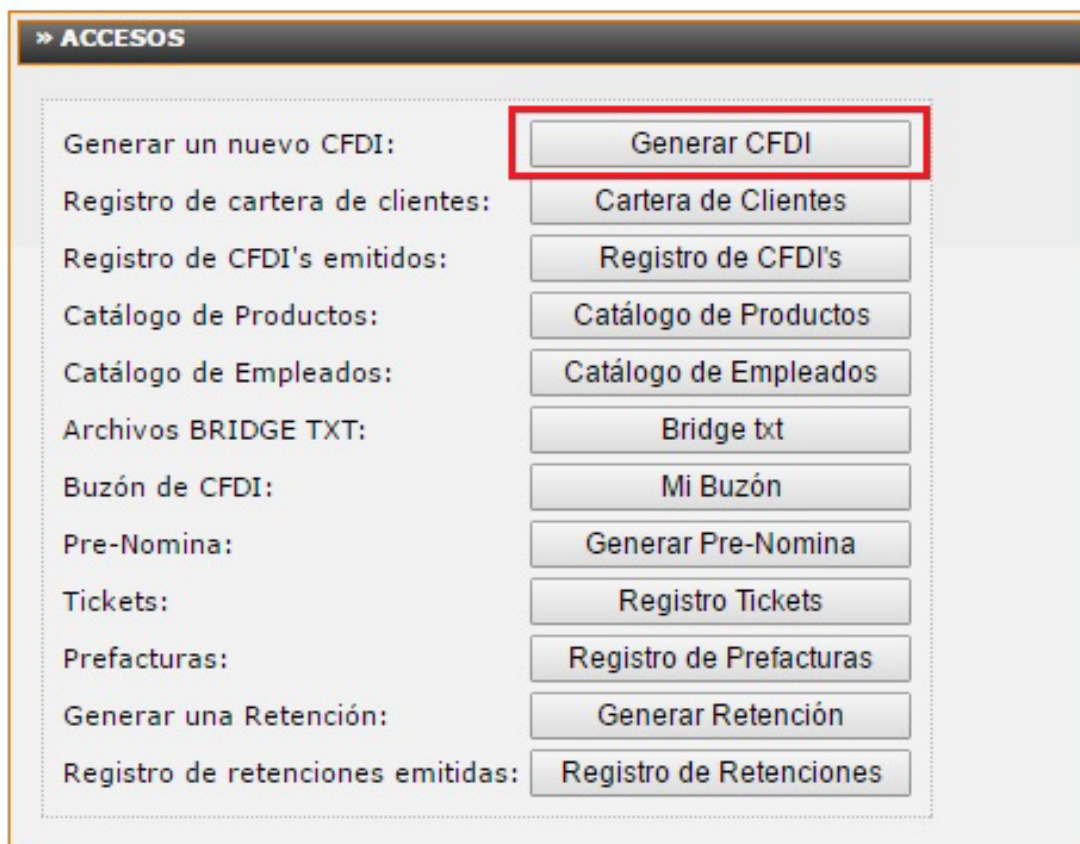 » ACCESOS
Generar un nuevo CFDI: Generar CFDI
Registro de cartera de clientes: Cartera de Clientes
Registro de CFDI's emitidos: Registro de CFDI's
Catálogo de Productos: Catálogo de Productos
Catálogo de Empleados: Catálogo de Empleados
Archivos BRIDGE TXT: Bridge txt
Buzón de CFDI: Mi Buzón
Pre-Nomina: Generar Pre-Nomina
Tickets: Registro Tickets
Prefacturas: Registro de Prefacturas
Generar una Retención: Generar Retención
Registro de retenciones emitidas: Registro de Retenciones